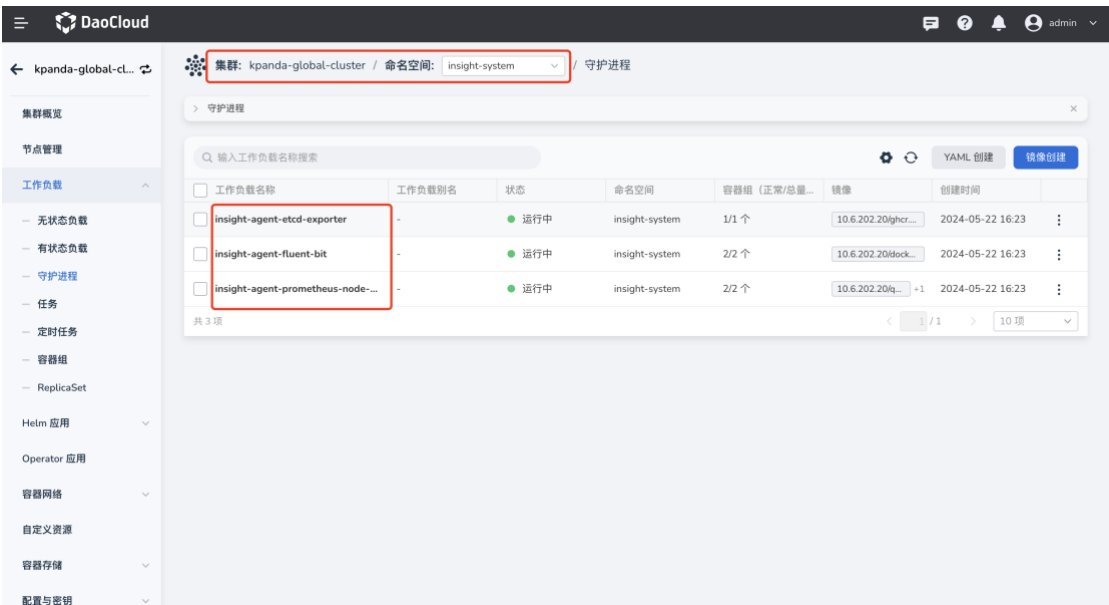 DaoCloud
admin
kpanda-global-cl...
集群: kpanda-global-cluster / 命名空间: insight-system / 守护进程
集群概览
节点管理
工作负载
无状态负载
有状态负载
守护进程
任务
定时任务
容器组
ReplicaSet
Helm 应用
Operator 应用
容器网络
自定义资源
容器存储
配置与密钥
守护进程
输入工作负载名称搜索
YAML 创建 镜像创建
工作负载名称 工作负载别名 状态 命名空间 容器组（正常/总量... 镜像 创建时间
insight-agent-etcd-exporter - 运行中 insight-system 1/1 个 10.6.202.20/ghcr... 2024-05-22 16:23
insight-agent-fluent-bit - 运行中 insight-system 2/2 个 10.6.202.20/dock... 2024-05-22 16:23
insight-agent-prometheus-node-... - 运行中 insight-system 2/2 个 10.6.202.20/q... +1 2024-05-22 16:23
共 3 项 1 / 1 10 项